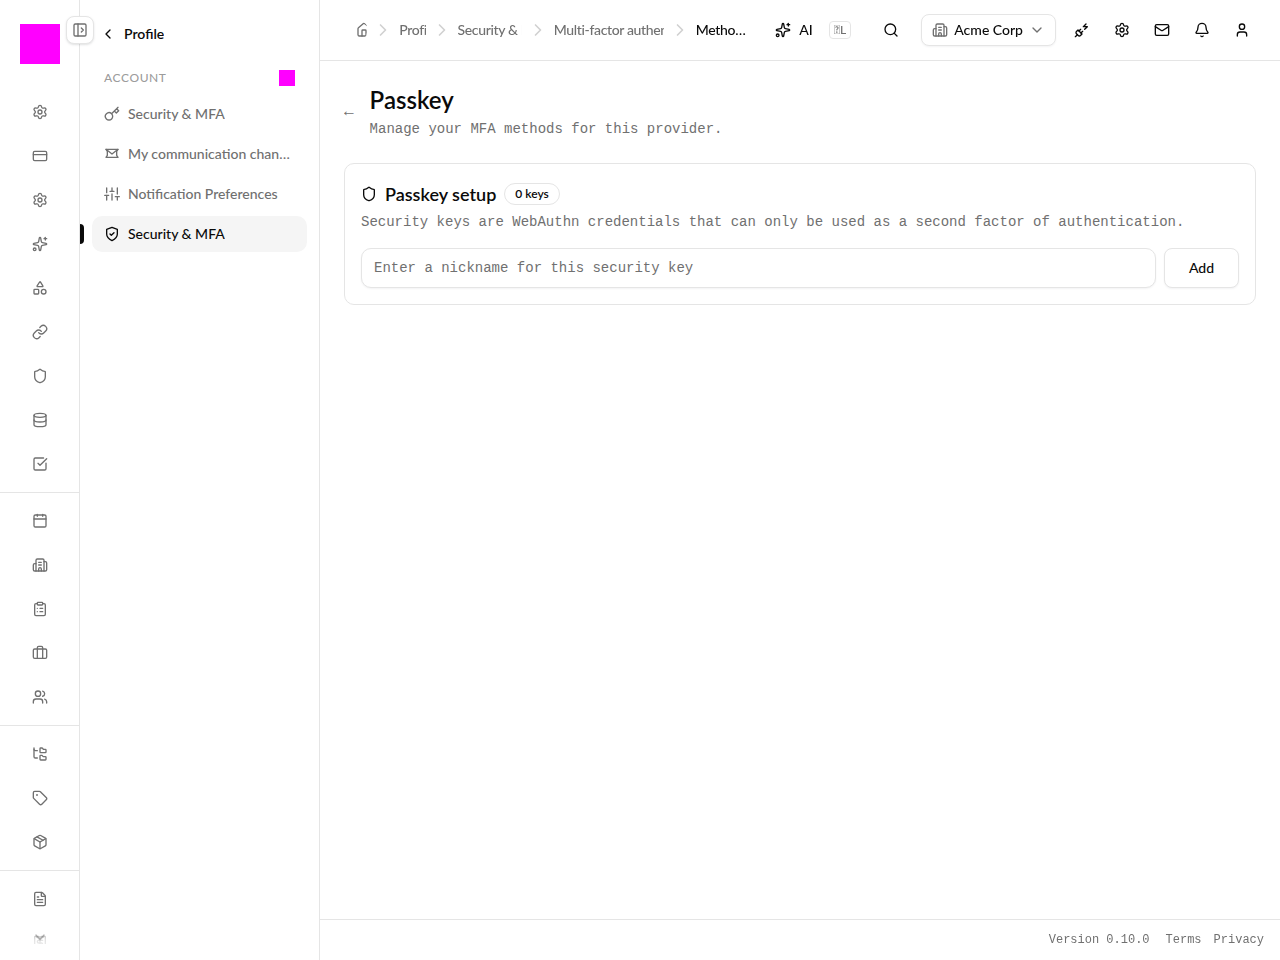 Profile
ACCOUNT
Security & MFA
My communication chan...
Notification Preferences
Security & MFA
Profi
Security &
Multi-factor auther
Metho...
AI
L
Acme Corp
Passkey
← Manage your MFA methods for this provider.
Passkey setup
0 keys
Security keys are WebAuthn credentials that can only be used as a second factor of authentication.
Enter a nickname for this security key
Add
Version 0.10.0
Terms
Privacy